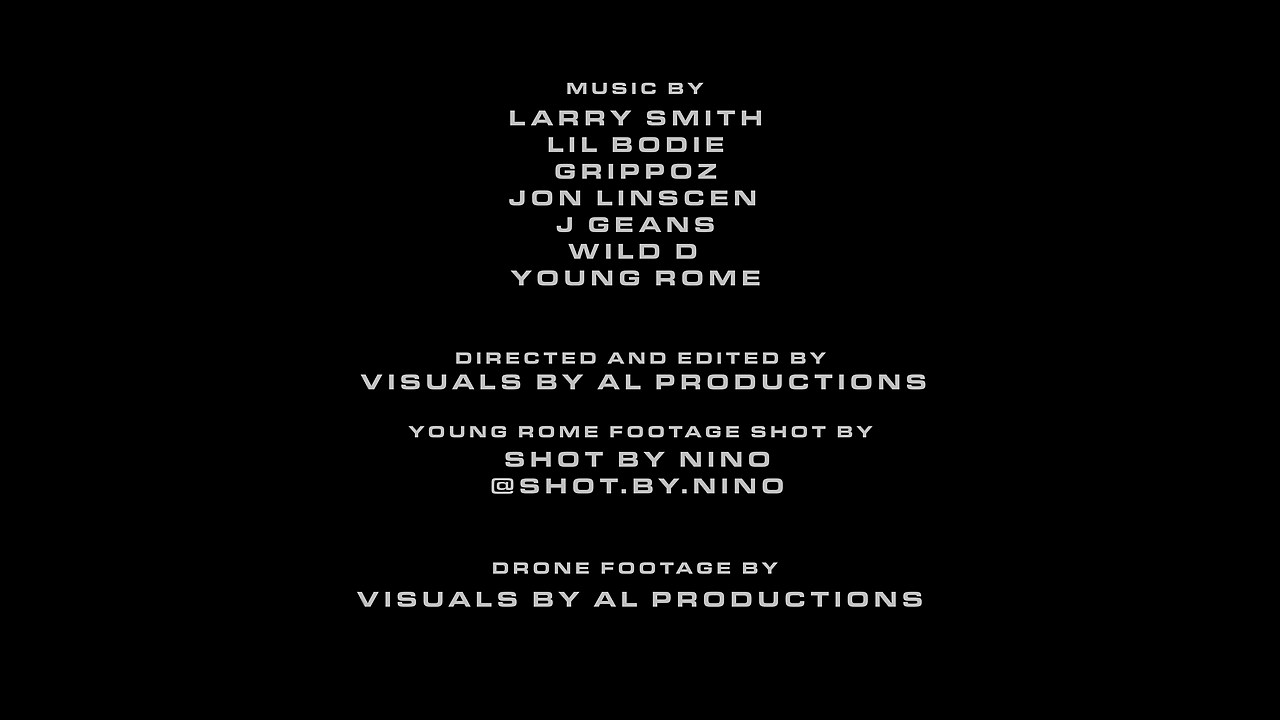 MUSIC BY
LARRY SMITH
LIL BODIE
GRIPPOZ
JON LINSCEN
J GEANS
WILD D
YOUNG ROME
DIRECTED AND EDITED BY
VISUALS BY AL PRODUCTIONS
YOUNG ROME FOOTAGE SHOT BY
SHOT BY NINO
@SHOT.BY.NINO
DRONE FOOTAGE BY
VISUALS BY AL PRODUCTIONS